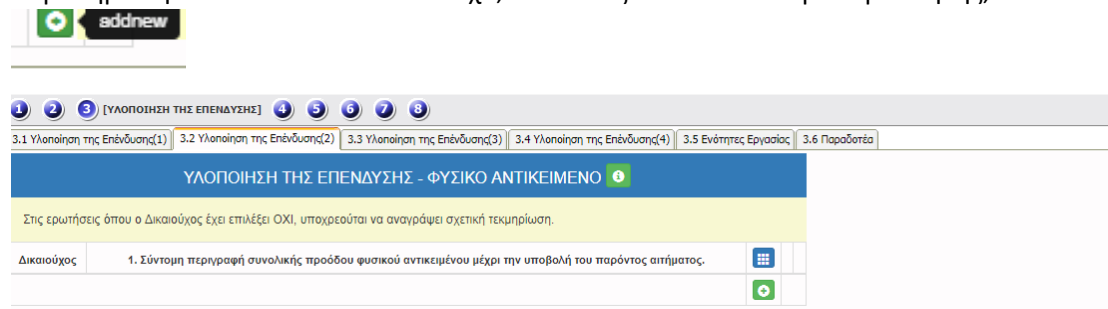 addnew
1 2 3 [ΥΛΟΠΟΙΗΣΗ ΤΗΣ ΕΠΕΝΔΥΣΗΣ] 4 5 6 7 8
3.1 Υλοποίηση της Επένδυσης(1) 3.2 Υλοποίηση της Επένδυσης(2) 3.3 Υλοποίηση της Επένδυσης(3) 3.4 Υλοποίηση της Επένδυσης(4) 3.5 Ενότητες Εργασίας 3.6 Παραδοτέα
ΥΛΟΠΟΙΗΣΗ ΤΗΣ ΕΠΕΝΔΥΣΗΣ - ΦΥΣΙΚΟ ΑΝΤΙΚΕΙΜΕΝΟ
Στις ερωτήσεις όπου ο Δικαιούχος έχει επιλέξει ΟΧΙ, υποχρεούται να αναγράψει σχετική τεκμηρίωση.
Δικαιούχος 1. Σύντομη περιγραφή συνολικής προόδου φυσικού αντικειμένου μέχρι την υποβολή του παρόντος αιτήματος.